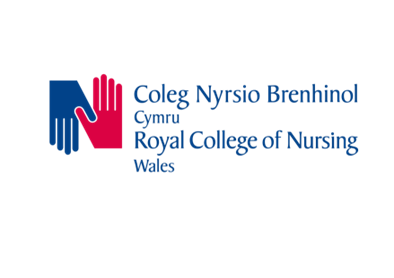 Coleg Nyrsio Brenhinol
Cymru
Royal College of Nursing
Wales